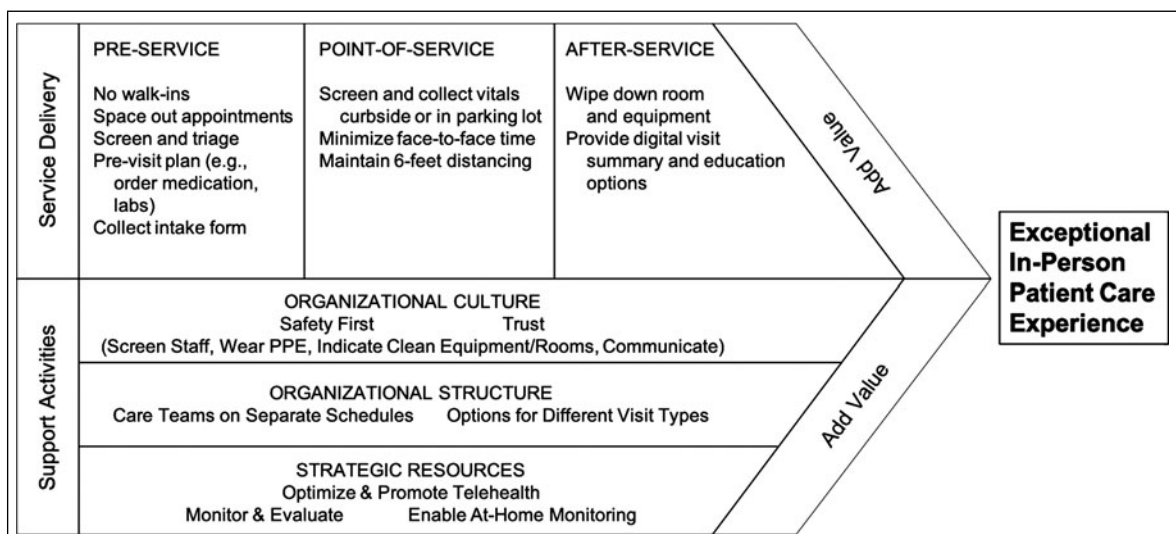 Service Delivery
PRE-SERVICE
No walk-ins
Space out appointments
Screen and triage
Pre-visit plan (e.g.,
order medication,
labs)
Collect intake form
POINT-OF-SERVICE
Screen and collect vitals
curbside or in parking lot
Minimize face-to-face time
Maintain 6-feet distancing
AFTER-SERVICE
Wipe down room
and equipment
Provide digital visit
summary and education
options
Add Value
Support Activities
ORGANIZATIONAL CULTURE
Safety First Trust
(Screen Staff, Wear PPE, Indicate Clean Equipment/Rooms, Communicate)
ORGANIZATIONAL STRUCTURE
Care Teams on Separate Schedules Options for Different Visit Types
STRATEGIC RESOURCES
Optimize & Promote Telehealth
Monitor & Evaluate Enable At-Home Monitoring
Add Value
Exceptional
In-Person
Patient Care
Experience